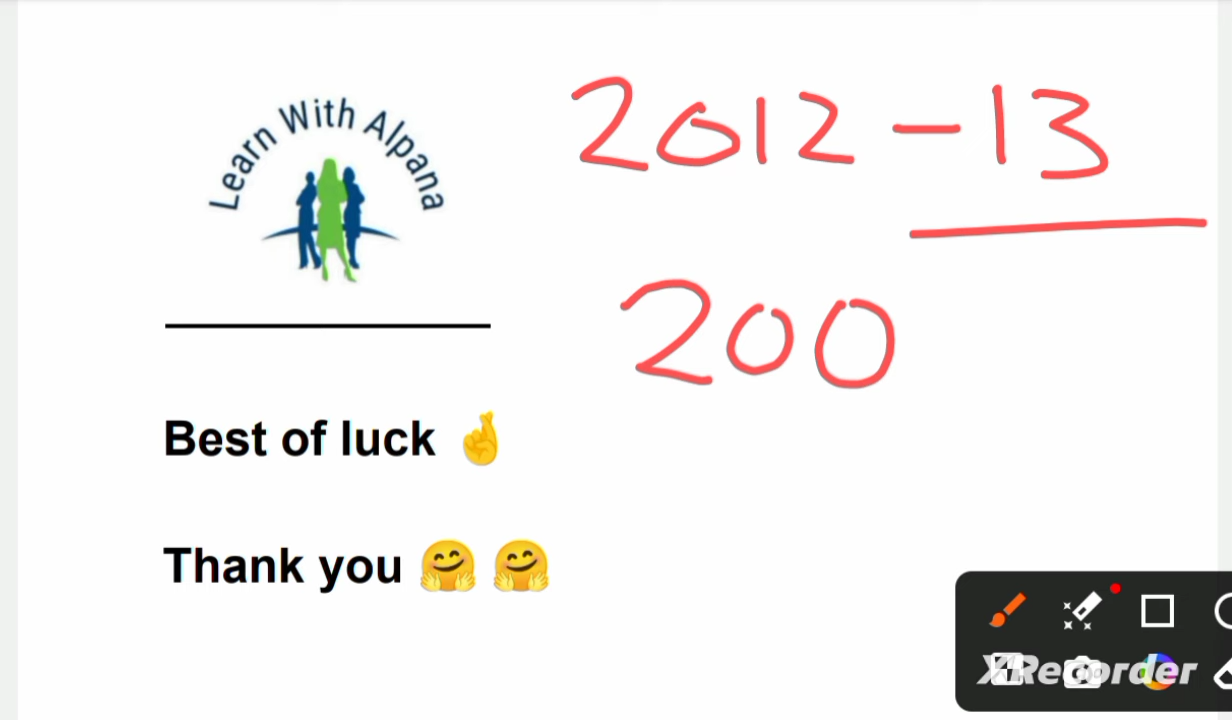 Learn With Alpana
2012-13
200
Best of luck 🤞
Thank you 🤗 🤗
XRecorder